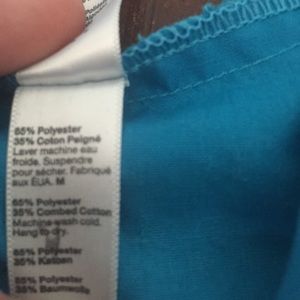 65% Polyester
35% Coton Peigné
Laver machine eau
froide. Suspendre
pour sécher. Fabriqué
aux ÉUA. M
65% Polyester
35% Combed Cotton
Machine wash cold.
Hang to dry.
65% Polyester
35% Katoen
65% Polyester
35% Baumwolle